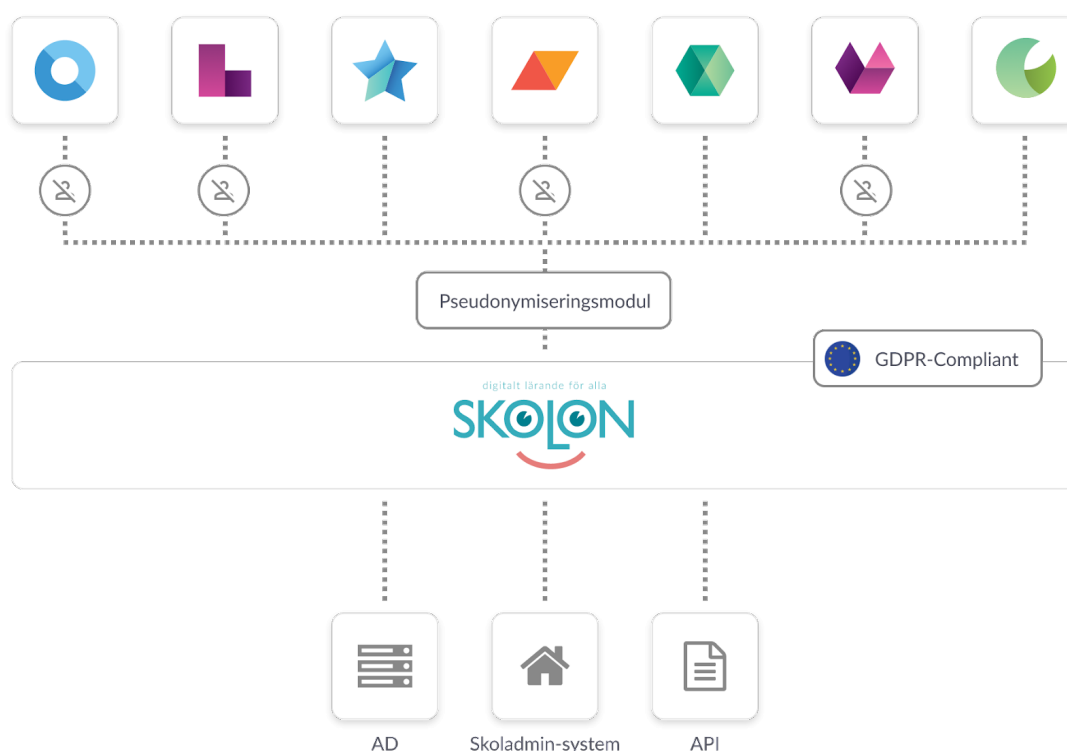 Pseudonymiseringsmodul
GDPR-Compliant
digitalt lärande för alla
SKOLON
AD
Skoladmin-system
API